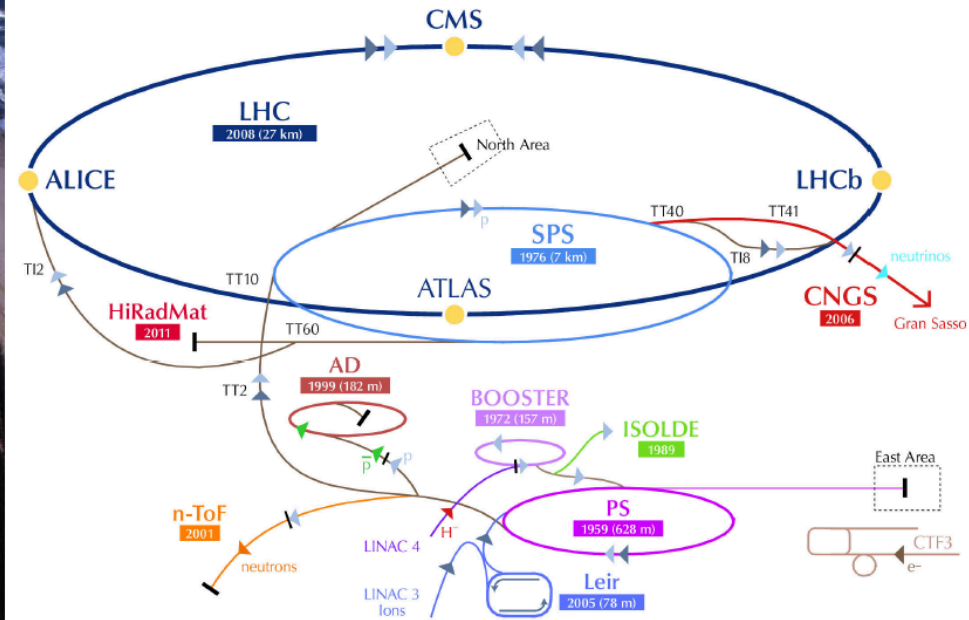 CMS
LHC
2008 (27 km)
North Area
ALICE
LHCb
TT40
TT41
p
SPS
1976 (7 km)
TI2
TT10
TI8
neutrinos
ATLAS
CNGS
2006
Gran Sasso
HiRadMat
2011
TT60
AD
1999 (182 m)
TT2
BOOSTER
1972 (157 m)
ISOLDE
1989
p̅
p
East Area
n-ToF
2001
PS
1959 (628 m)
H⁻
LINAC 4
neutrons
CTF3
e–
LINAC 3
Ions
Leir
2005 (78 m)